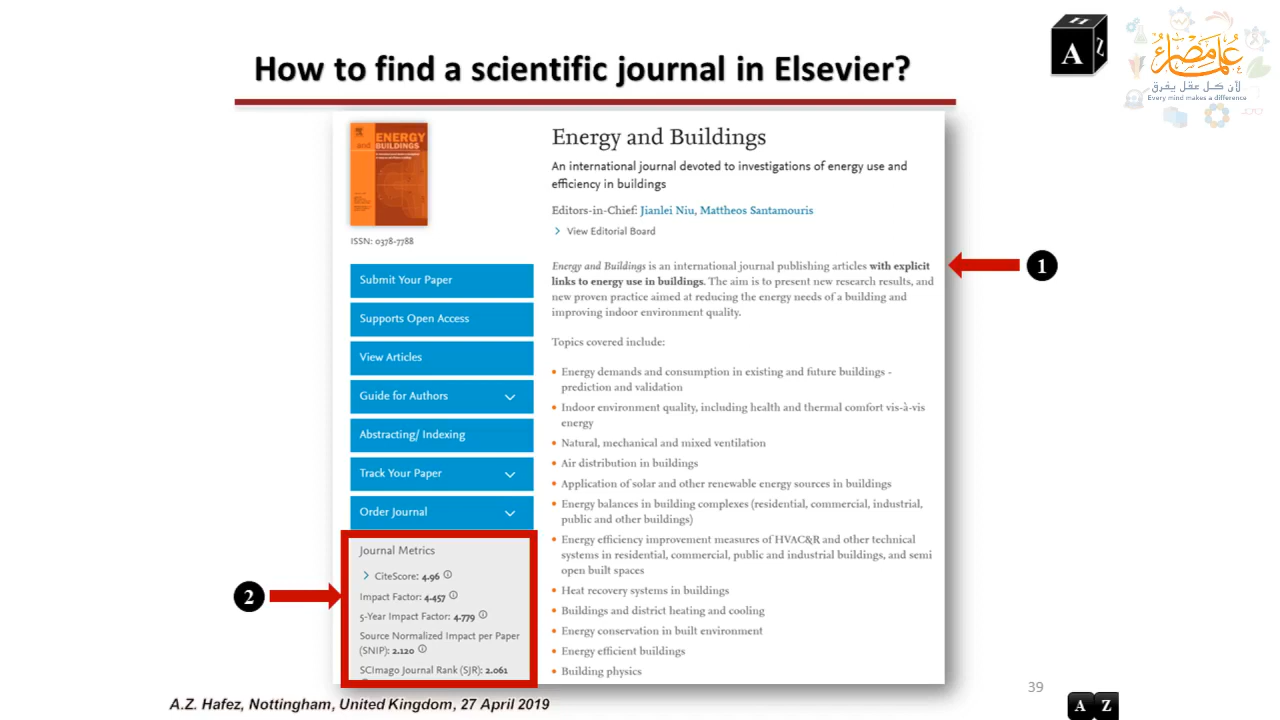 How to find a scientific journal in Elsevier?
A
H
Z
علماء مصر
لأن كل عقل يفرق
Every mind makes a difference
ENERGY
and
BUILDINGS
ISSN: 0378-7788
Submit Your Paper
Supports Open Access
View Articles
Guide for Authors
Abstracting/ Indexing
Track Your Paper
Order Journal
Journal Metrics
CiteScore: 4.96
Impact Factor: 4.457
5-Year Impact Factor: 4.779
Source Normalized Impact per Paper
(SNIP): 2.120
SCImago Journal Rank (SJR): 2.061
2
Energy and Buildings
An international journal devoted to investigations of energy use and
efficiency in buildings
Editors-in-Chief: Jianlei Niu, Mattheos Santamouris
View Editorial Board
Energy and Buildings is an international journal publishing articles with explicit
links to energy use in buildings. The aim is to present new research results, and
new proven practice aimed at reducing the energy needs of a building and
improving indoor environment quality.
1
Topics covered include:
• Energy demands and consumption in existing and future buildings -
prediction and validation
• Indoor environment quality, including health and thermal comfort vis-à-vis
energy
• Natural, mechanical and mixed ventilation
• Air distribution in buildings
• Application of solar and other renewable energy sources in buildings
• Energy balances in building complexes (residential, commercial, industrial,
public and other buildings)
• Energy efficiency improvement measures of HVAC&R and other technical
systems in residential, commercial, public and industrial buildings, and semi
open built spaces
• Heat recovery systems in buildings
• Buildings and district heating and cooling
• Energy conservation in built environment
• Energy efficient buildings
• Building physics
A.Z. Hafez, Nottingham, United Kingdom, 27 April 2019
39
A Z